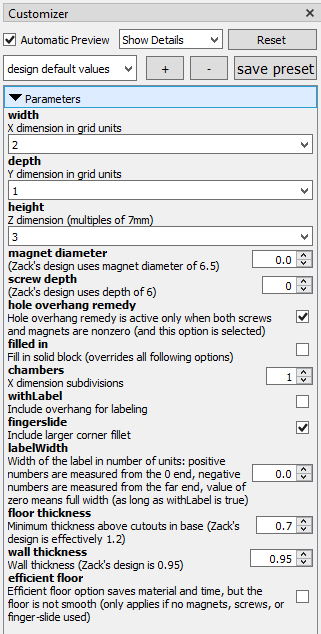 Customizer
Automatic Preview Show Details Reset
design default values + - save preset
Parameters
width
X dimension in grid units
2
depth
Y dimension in grid units
1
height
Z dimension (multiples of 7mm)
3
magnet diameter
(Zack's design uses magnet diameter of 6.5) 0.0
screw depth
(Zack's design uses depth of 6) 0
hole overhang remedy
Hole overhang remedy is active only when both screws
and magnets are nonzero (and this option is selected)
filled in
Fill in solid block (overrides all following options)
chambers
X dimension subdivisions 1
withLabel
Include overhang for labeling
fingerslide
Include larger corner fillet
labelWidth
Width of the label in number of units: positive
numbers are measured from the 0 end, negative
numbers are measured from the far end, value of 0.0
zero means full width (as long as withLabel is true)
floor thickness
Minimum thickness above cutouts in base (Zack's 0.7
design is effectively 1.2)
wall thickness
Wall thickness (Zack's design is 0.95) 0.95
efficient floor
Efficient floor option saves material and time, but the
floor is not smooth (only applies if no magnets, screws, or
finger-slide used)